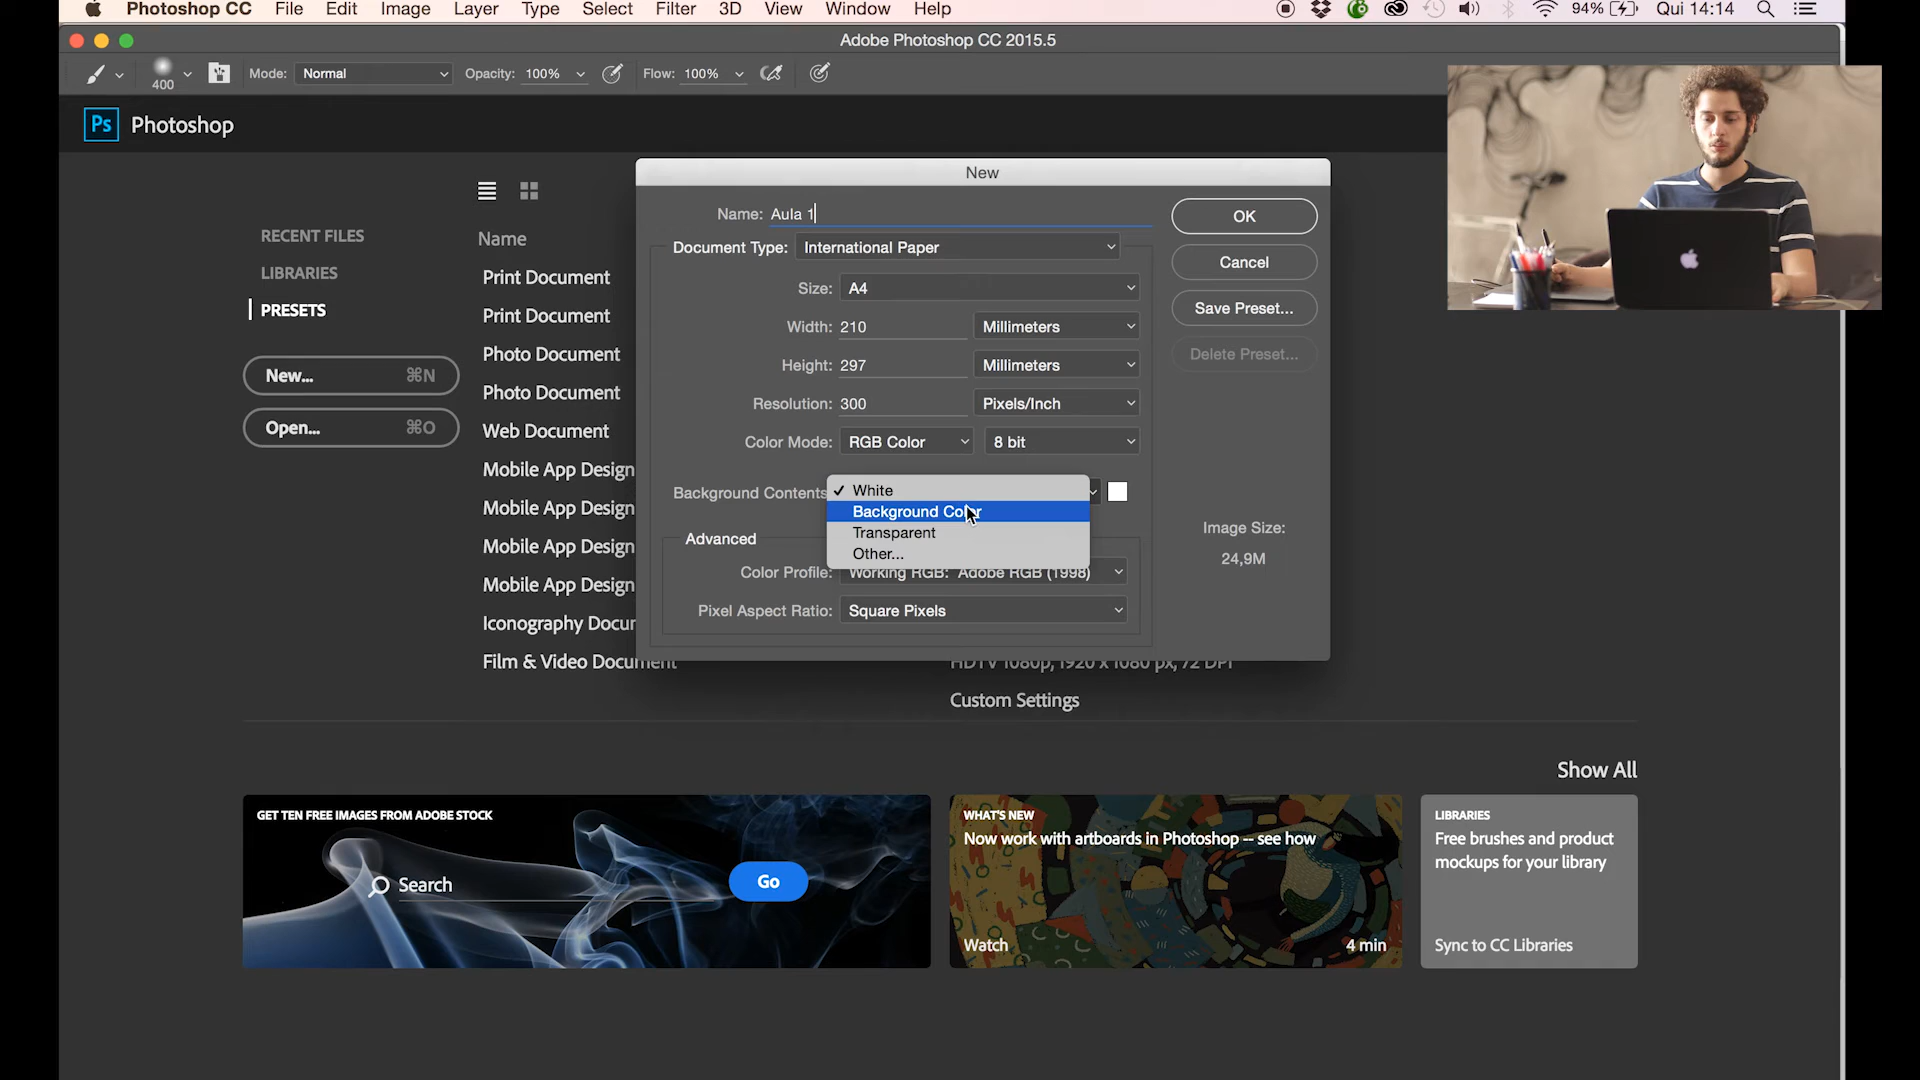 Photoshop CC File Edit Image Layer Type Select Filter 3D View Window Help 94% Qui 14:14
Adobe Photoshop CC 2015.5
400 Mode: Normal Opacity: 100% Flow: 100%
Ps Photoshop
RECENT FILES
LIBRARIES
PRESETS
New... ⌘N
Open... ⌘O
Name
Print Document
Print Document
Photo Document
Photo Document
Web Document
Mobile App Design
Mobile App Design
Mobile App Design
Mobile App Design
Iconography Docur
Film & Video Document
HDTV 1080p, 1920 x 1080 px, 72 DPI
Custom Settings
New
Name: Aula 1
Document Type: International Paper
Size: A4
Width: 210 Millimeters
Height: 297 Millimeters
Resolution: 300 Pixels/Inch
Color Mode: RGB Color 8 bit
Background Contents
✓ White
Background Color
Transparent
Other...
Advanced
Color Profile: Working RGB: Adobe RGB (1998)
Pixel Aspect Ratio: Square Pixels
OK
Cancel
Save Preset...
Delete Preset...
Image Size:
24,9M
Show All
GET TEN FREE IMAGES FROM ADOBE STOCK
Search Go
WHAT'S NEW
Now work with artboards in Photoshop -- see how
Watch 4 min
LIBRARIES
Free brushes and product
mockups for your library
Sync to CC Libraries